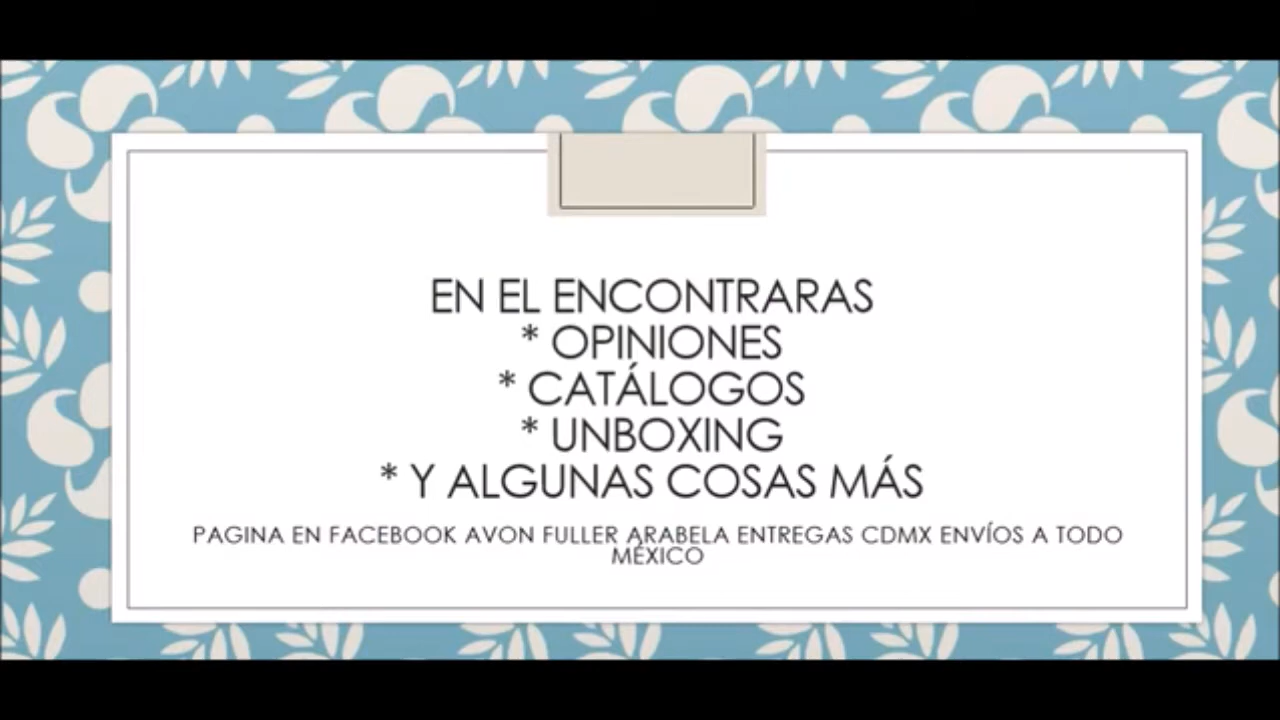 EN EL ENCONTRARAS
* OPINIONES
* CATÁLOGOS
* UNBOXING
* Y ALGUNAS COSAS MÁS
PAGINA EN FACEBOOK AVON FULLER ARABELA ENTREGAS CDMX ENVÍOS A TODO
MÉXICO